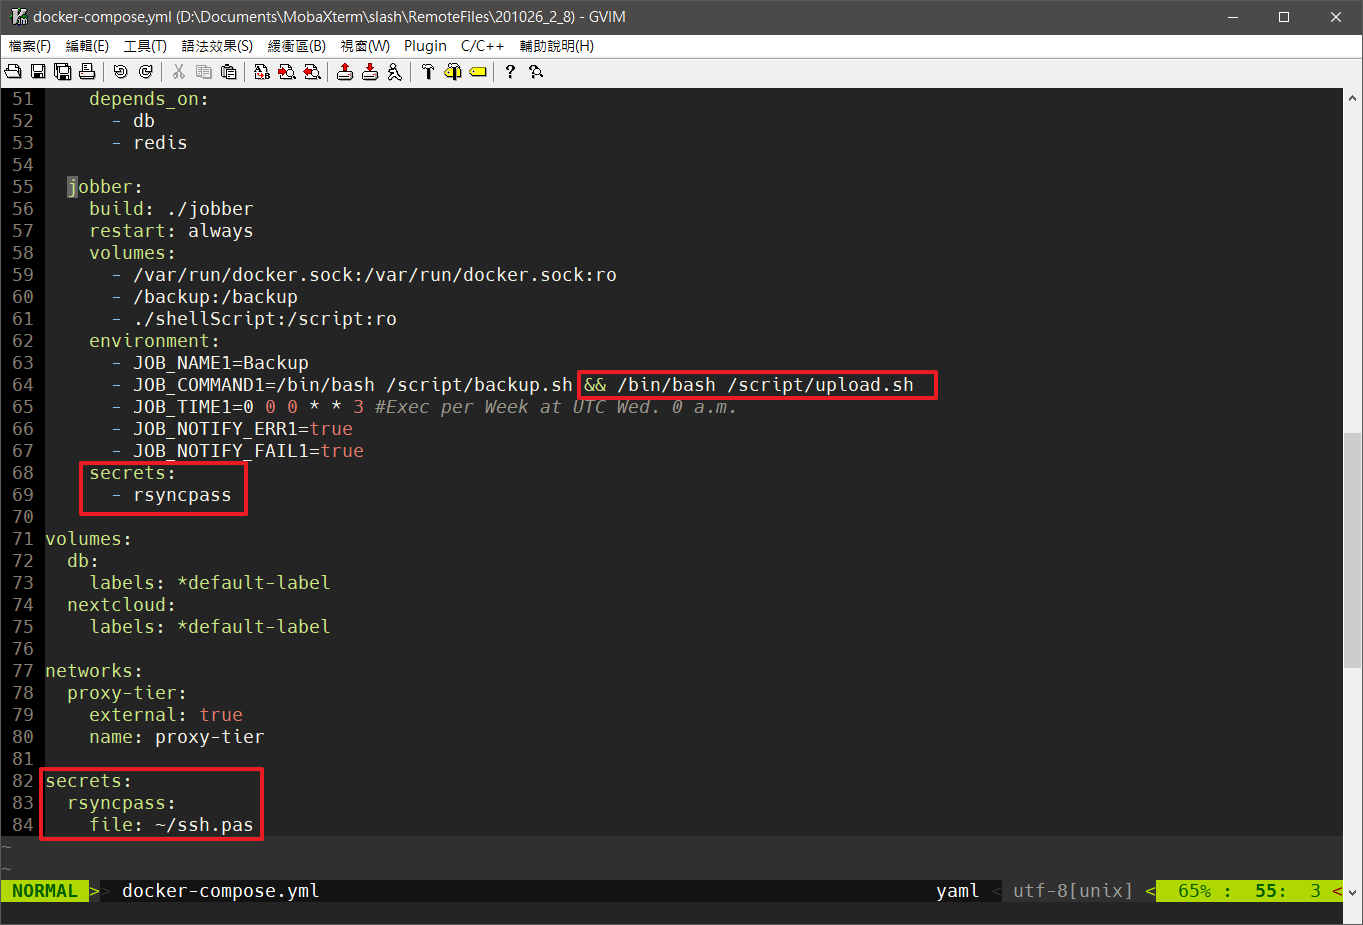 docker-compose.yml (D:\Documents\MobaXterm\slash\RemoteFiles\201026_2_8) - GVIM
檔案(F) 編輯(E) 工具(T) 語法效果(S) 緩衝區(B) 視窗(W) Plugin C/C++ 輔助說明(H)
51     depends_on:
52       - db
53       - redis
54
55   jobber:
56     build: ./jobber
57     restart: always
58     volumes:
59       - /var/run/docker.sock:/var/run/docker.sock:ro
60       - /backup:/backup
61       - ./shellScript:/script:ro
62     environment:
63       - JOB_NAME1=Backup
64       - JOB_COMMAND1=/bin/bash /script/backup.sh && /bin/bash /script/upload.sh
65       - JOB_TIME1=0 0 0 * * 3 #Exec per Week at UTC Wed. 0 a.m.
66       - JOB_NOTIFY_ERR1=true
67       - JOB_NOTIFY_FAIL1=true
68     secrets:
69       - rsyncpass
70
71 volumes:
72   db:
73     labels: *default-label
74   nextcloud:
75     labels: *default-label
76
77 networks:
78   proxy-tier:
79     external: true
80     name: proxy-tier
81
82 secrets:
83   rsyncpass:
84     file: ~/ssh.pas
~
~
NORMAL >> docker-compose.yml yaml < utf-8[unix] < 65% : 55: 3 <